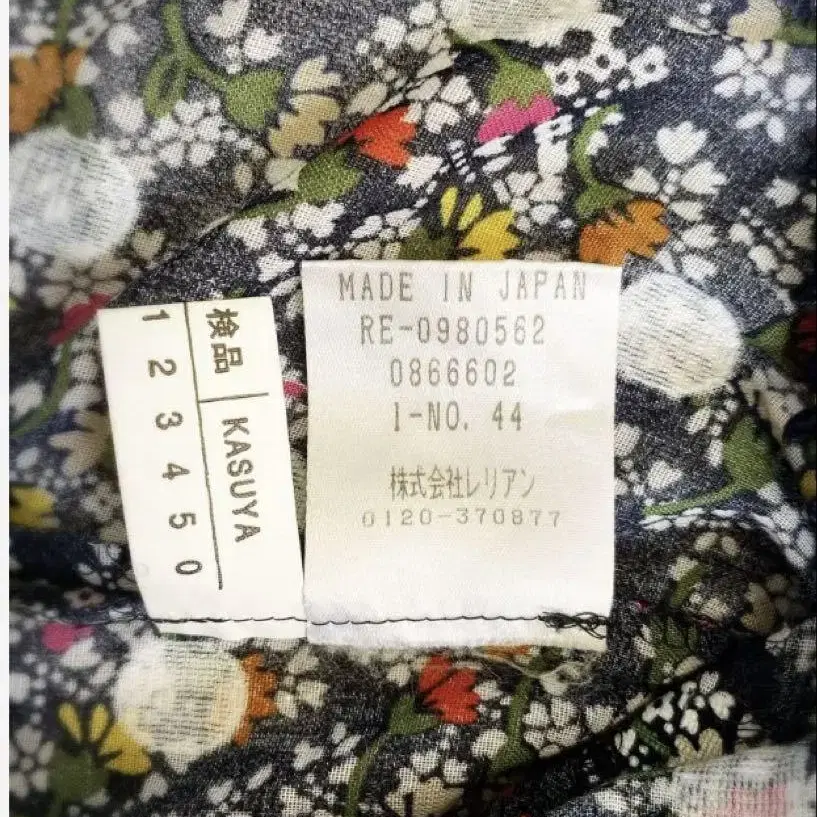 検品 KASUYA
1 2 3 4 5 0
MADE IN JAPAN
RE-0980562
0866602
I-NO. 44
株式会社レリアン
0120-370877